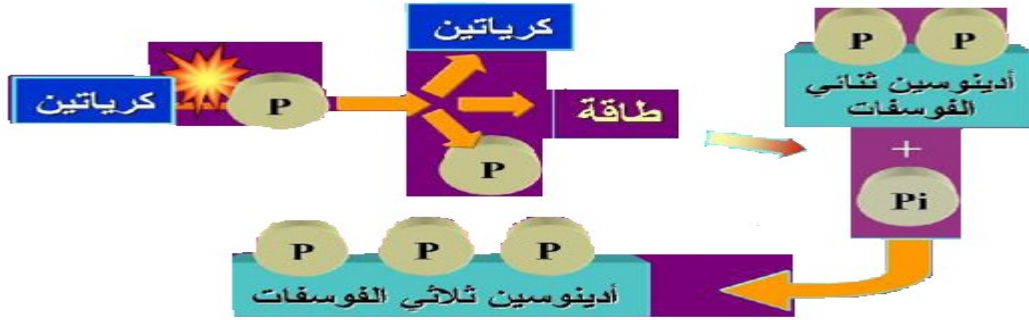 كرياتين
P
كرياتين
طاقة
P
P P
أدينوسين ثنائي
الفوسفات
+
Pi
P P P
أدينوسين ثلاثي الفوسفات